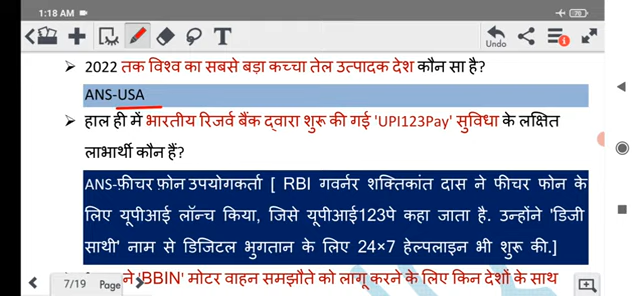 1:18 AM
70
Undo
➢ 2022 तक विश्व का सबसे बड़ा कच्चा तेल उत्पादक देश कौन सा है?
ANS-USA
➢ हाल ही में भारतीय रिजर्व बैंक द्वारा शुरू की गई 'UPI123Pay' सुविधा के लक्षित
लाभार्थी कौन हैं?
ANS-फ़ीचर फ़ोन उपयोगकर्ता [ RBI गवर्नर शक्तिकांत दास ने फीचर फोन के
लिए यूपीआई लॉन्च किया, जिसे यूपीआई123पे कहा जाता है. उन्होंने 'डिजी
साथी' नाम से डिजिटल भुगतान के लिए 24×7 हेल्पलाइन भी शुरू की.]
7/19 ने 'BBIN' मोटर वाहन समझौते को लागू करने के लिए किन देशों के साथ